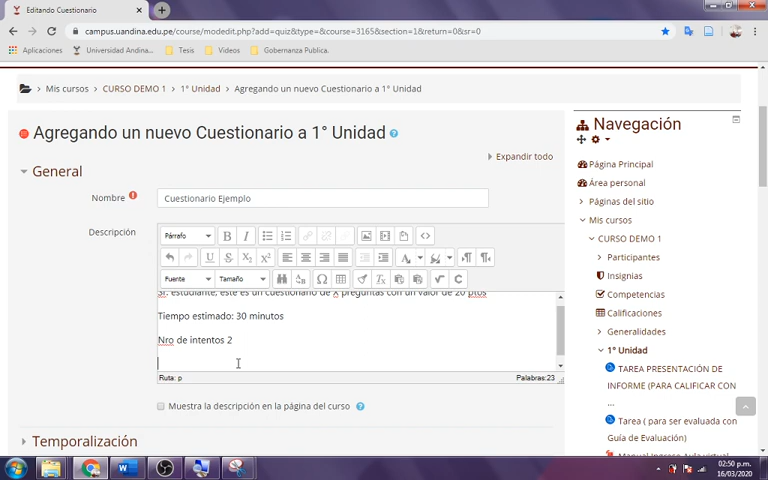 Editando Cuestionario
campus.uandina.edu.pe/course/modedit.php?add=quiz&type=&course=3165&section=1&return=0&sr=0
Aplicaciones Universidad Andina... Tesis Videos Gobernanza Publica.
Mis cursos > CURSO DEMO 1 > 1° Unidad > Agregando un nuevo Cuestionario a 1° Unidad
Agregando un nuevo Cuestionario a 1° Unidad
Expandir todo
General
Nombre
Cuestionario Ejemplo
Descripción
Párrafo
Fuente Tamaño
Sr. estudiante, este es un cuestionario de X preguntas con un valor de 20 ptos
Tiempo estimado: 30 minutos
Nro de intentos 2
Ruta: p Palabras:23
Muestra la descripción en la página del curso
Temporalización
Navegación
Página Principal
Área personal
Páginas del sitio
Mis cursos
CURSO DEMO 1
Participantes
Insignias
Competencias
Calificaciones
Generalidades
1° Unidad
TAREA PRESENTACIÓN DE
INFORME (PARA CALIFICAR CON
...
Tarea ( para ser evaluada con
Guía de Evaluación)
Manual Ingreso Aula virtual
02:50 p.m.
16/03/2020